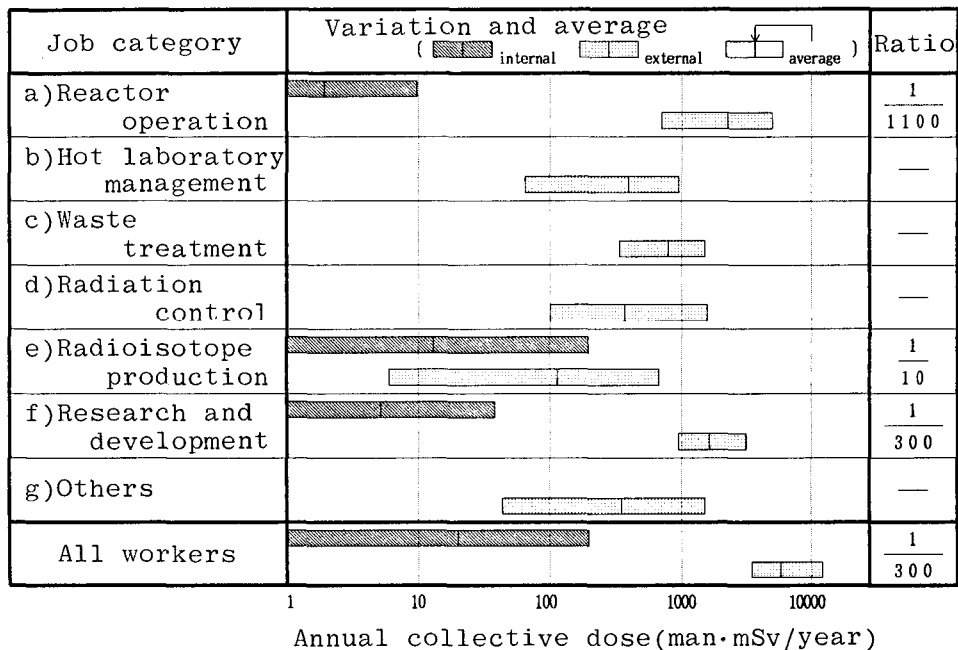 Job category
Variation and average
( internal external average )
Ratio
a)Reactor
operation
1
1100
b)Hot laboratory
management
—
c)Waste
treatment
—
d)Radiation
control
—
e)Radioisotope
production
1
10
f)Research and
development
1
300
g)Others
—
All workers
1
300
1 10 100 1000 10000
Annual collective dose(man·mSv/year)